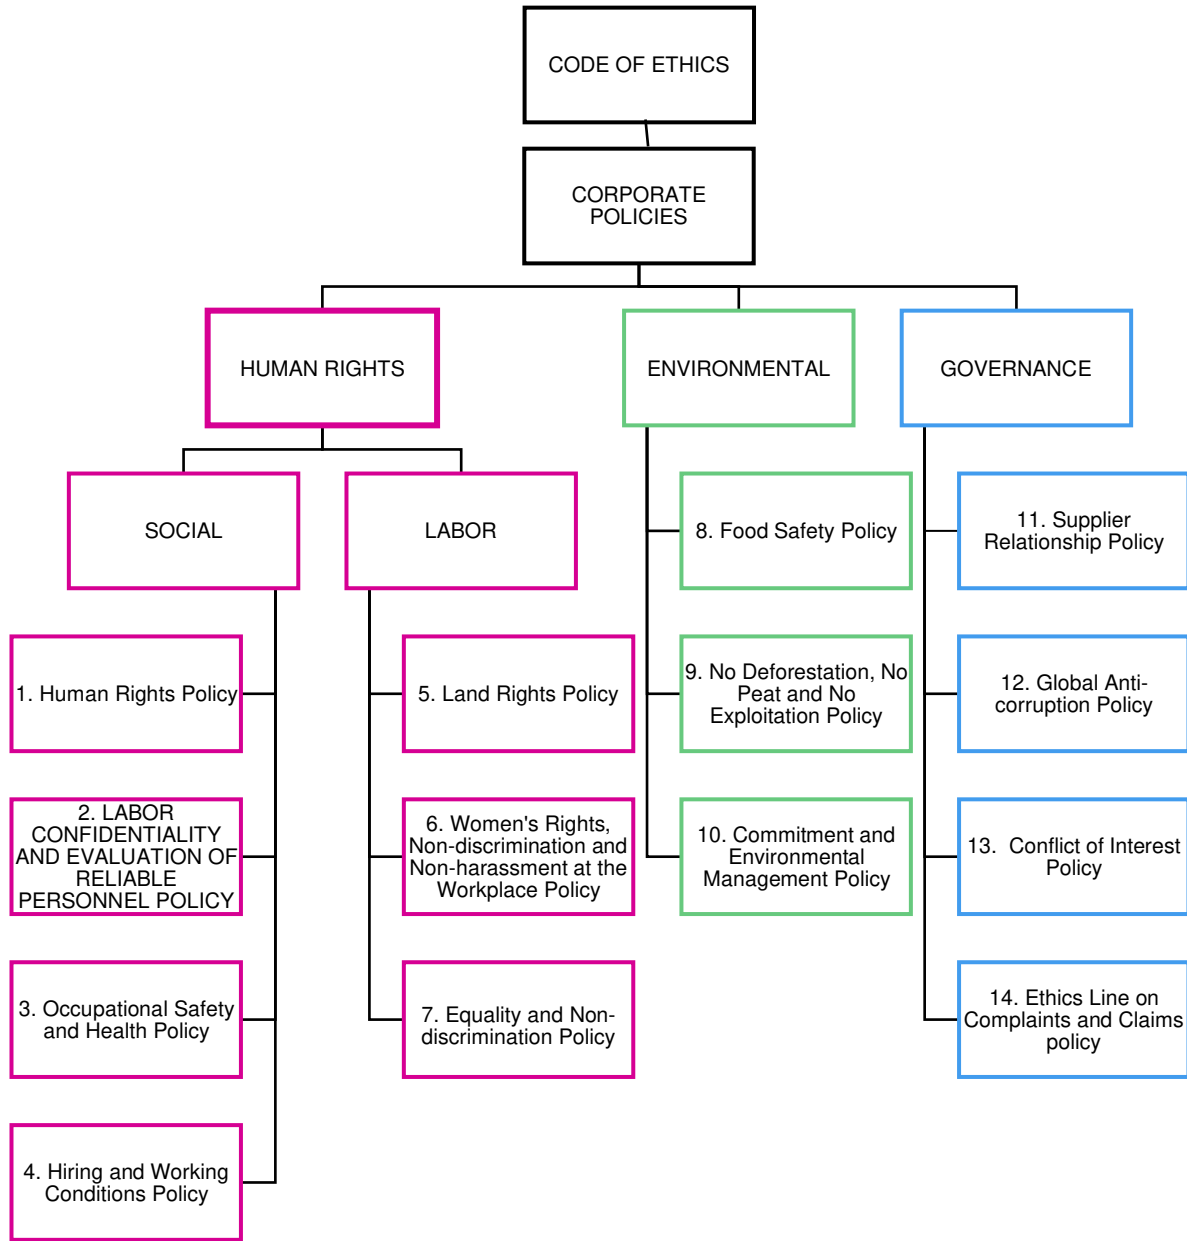 CODE OF ETHICS
CORPORATE
POLICIES
HUMAN RIGHTS
ENVIRONMENTAL
GOVERNANCE
SOCIAL
LABOR
1. Human Rights Policy
2. LABOR
CONFIDENTIALITY
AND EVALUATION OF
RELIABLE
PERSONNEL POLICY
3. Occupational Safety
and Health Policy
4. Hiring and Working
Conditions Policy
5. Land Rights Policy
6. Women's Rights,
Non-discrimination and
Non-harassment at the
Workplace Policy
7. Equality and Non-
discrimination Policy
8. Food Safety Policy
9. No Deforestation, No
Peat and No
Exploitation Policy
10. Commitment and
Environmental
Management Policy
11. Supplier
Relationship Policy
12. Global Anti-
corruption Policy
13.  Conflict of Interest
Policy
14. Ethics Line on
Complaints and Claims
policy